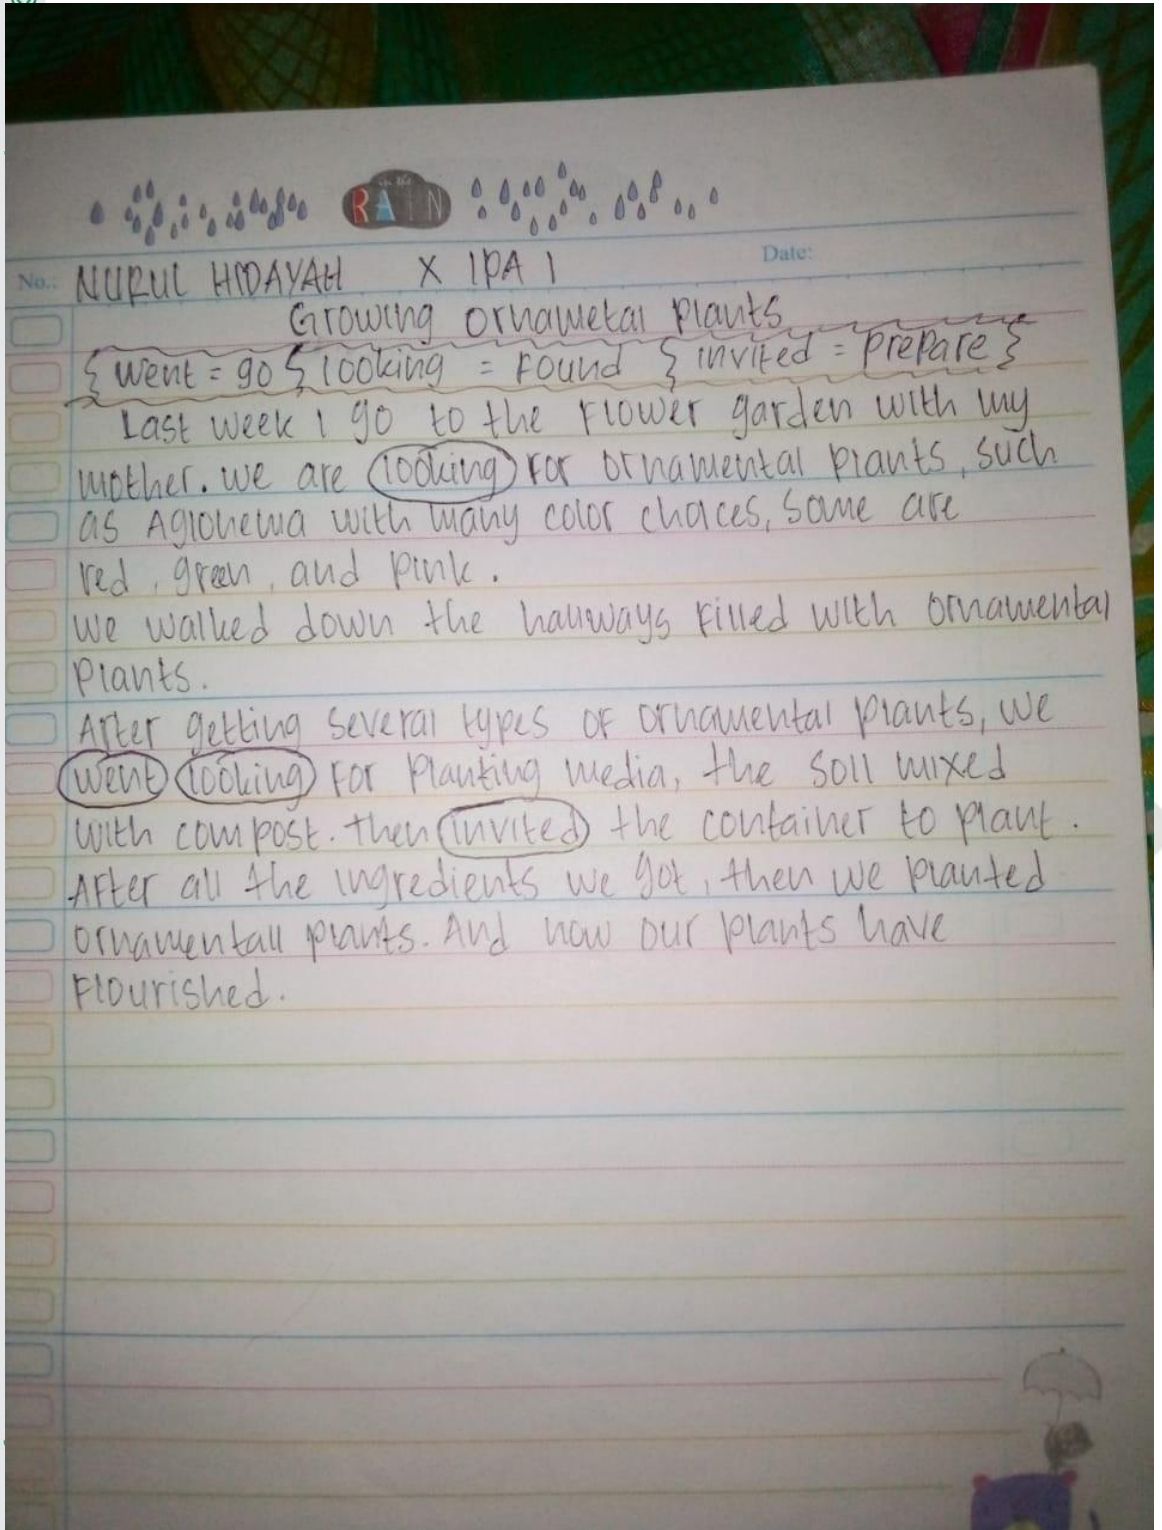 in the
RAIN
No.: NURUL HIDAYAH X IPA 1 Date:
Growing ornametal plants
{ went = go { looking = Found { invited = prepare }
Last week I go to the Flower garden with my
mother. we are looking For ornamental plants, such
as Aglonema with many color choces, some are
red, green, and pink.
we walked down the hallways Filled with ornamental
Plants.
After getting several types of ornamental plants, we
went looking For Planting media, the soil mixed
with compost. Then invited the container to plant.
After all the ingredients we got, then we planted
ornamentall plants. And now our plants have
Flourished.